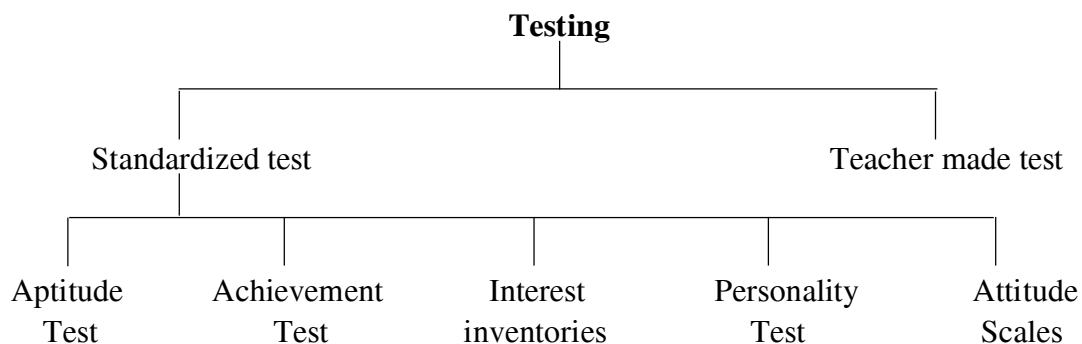 Testing
Standardized test
Teacher made test
Aptitude Test
Achievement Test
Interest inventories
Personality Test
Attitude Scales